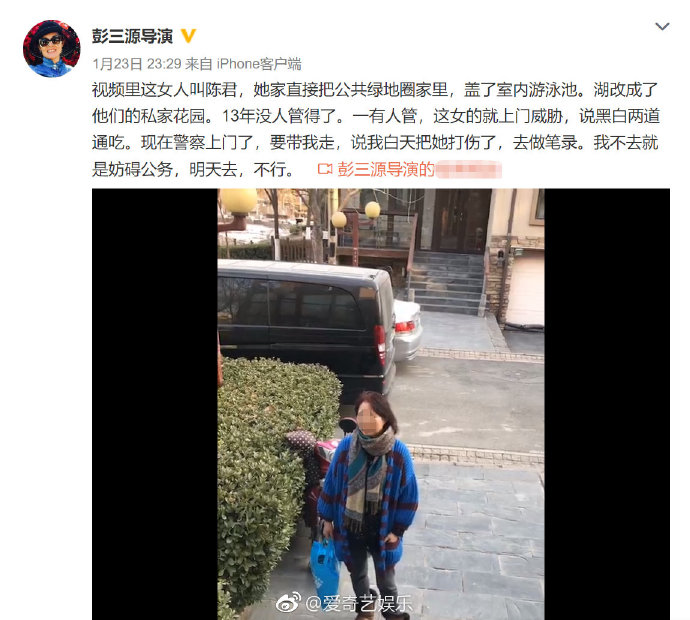 彭三源导演
1月23日 23:29 来自 iPhone客户端
视频里这女人叫陈君，她家直接把公共绿地圈家里，盖了室内游泳池。湖改成了
他们的私家花园。13年没人管得了。一有人管，这女的就上门威胁，说黑白两道
通吃。现在警察上门了，要带我走，说我白天把她打伤了，去做笔录。我不去就
是妨碍公务，明天去，不行。 彭三源导演的
@爱奇艺娱乐